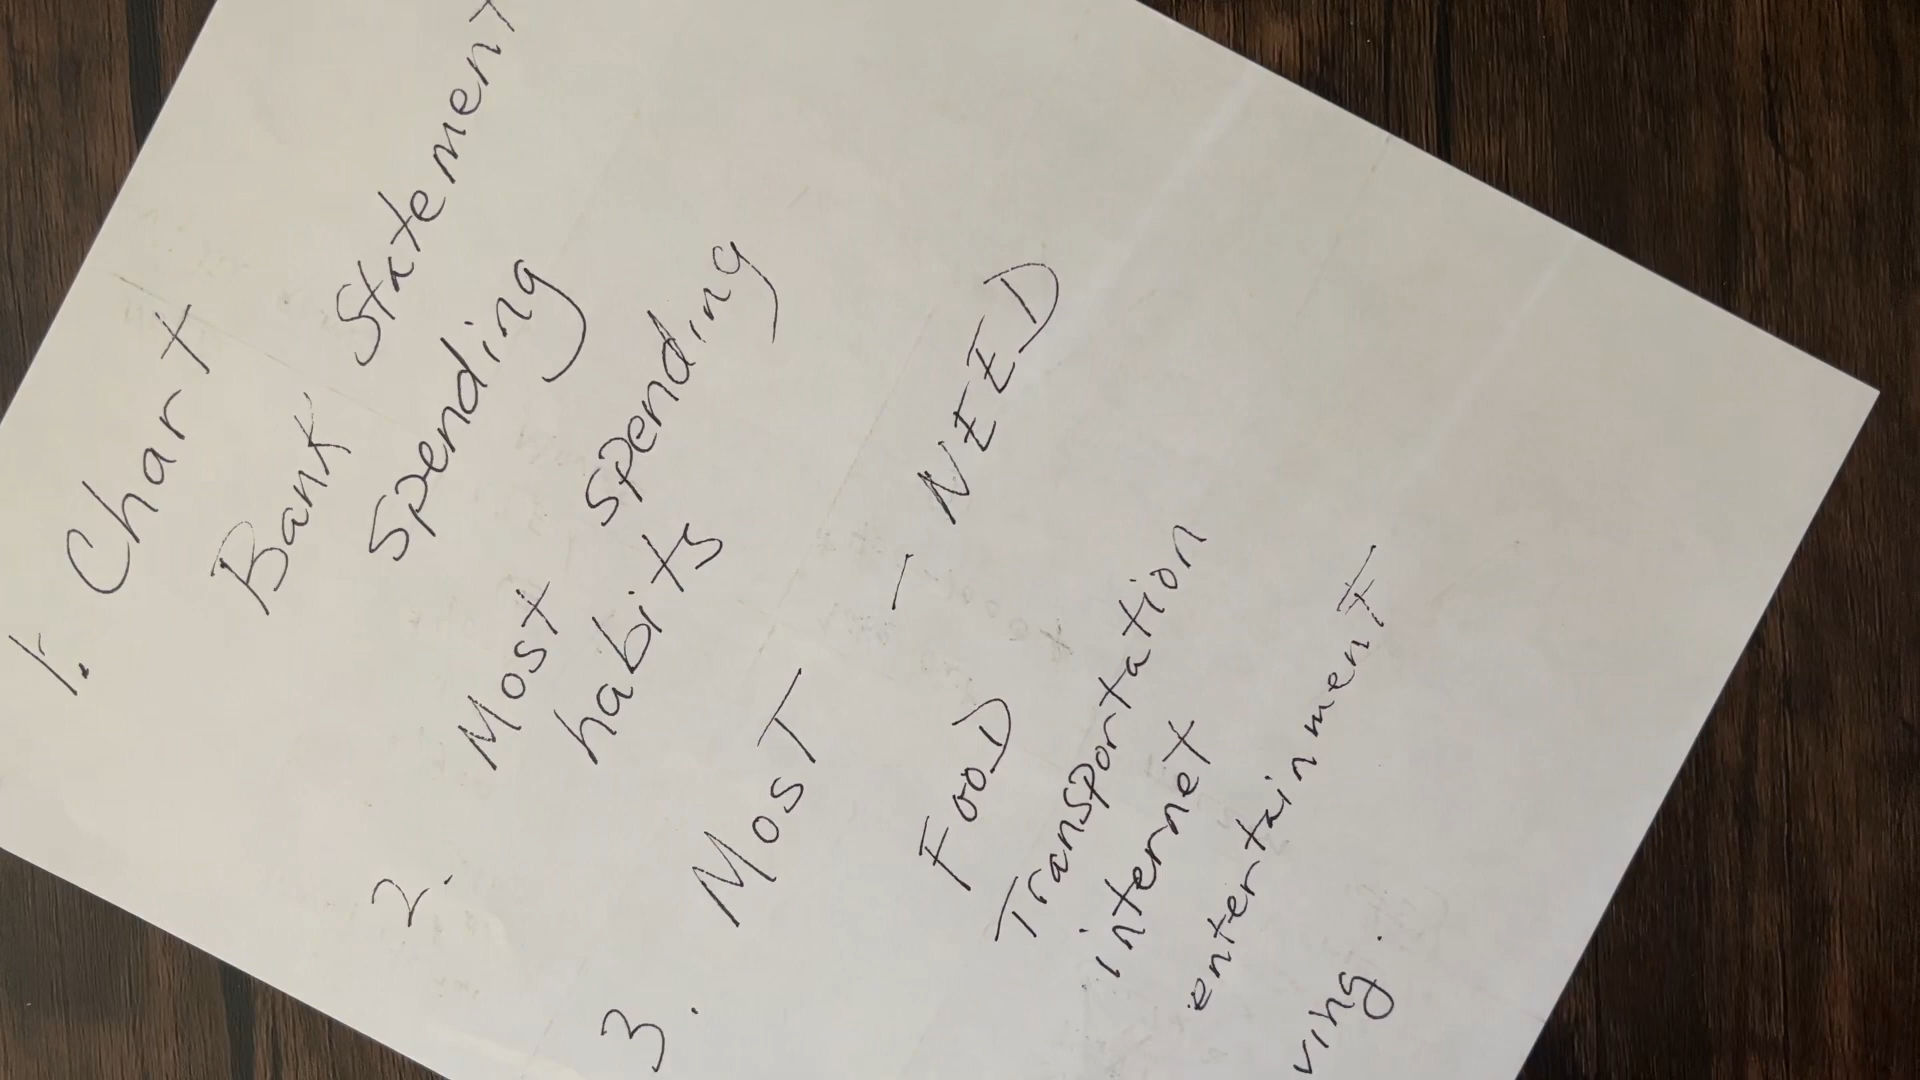 1. Chart
Bank Statement
Spending
2. Most spending
habits
3. MOST - NEED
FOOD
Transportation
internet
entertainment
ving.